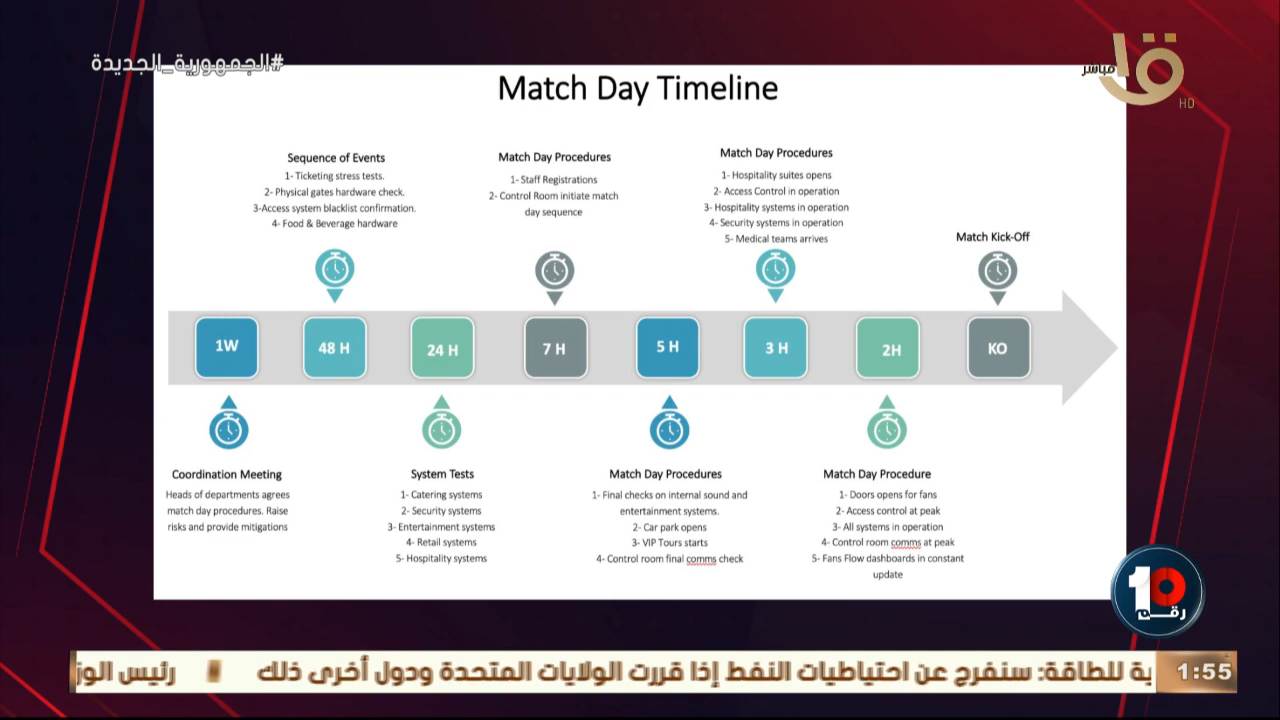 #الجمهورية_الجديدة
مباشر
HD
Match Day Timeline
Sequence of Events
1- Ticketing stress tests.
2- Physical gates hardware check.
3-Access system blacklist confirmation.
4- Food & Beverage hardware
Match Day Procedures
1- Staff Registrations
2- Control Room initiate match
day sequence
Match Day Procedures
1- Hospitality suites opens
2- Access Control in operation
3- Hospitality systems in operation
4- Security systems in operation
5- Medical teams arrives
Match Kick-Off
1W
48 H
24 H
7 H
5 H
3 H
2H
KO
Coordination Meeting
Heads of departments agrees
match day procedures. Raise
risks and provide mitigations
System Tests
1- Catering systems
2- Security systems
3- Entertainment systems
4- Retail systems
5- Hospitality systems
Match Day Procedures
1- Final checks on internal sound and
entertainment systems.
2- Car park opens
3- VIP Tours starts
4- Control room final comms check
Match Day Procedure
1- Doors opens for fans
2- Access control at peak
3- All systems in operation
4- Control room comms at peak
5- Fans Flow dashboards in constant
update
رقم 10
ية للطاقة: سنفرج عن احتياطيات النفط إذا قررت الولايات المتحدة ودول أخرى ذلك رئيس الوز
1:55